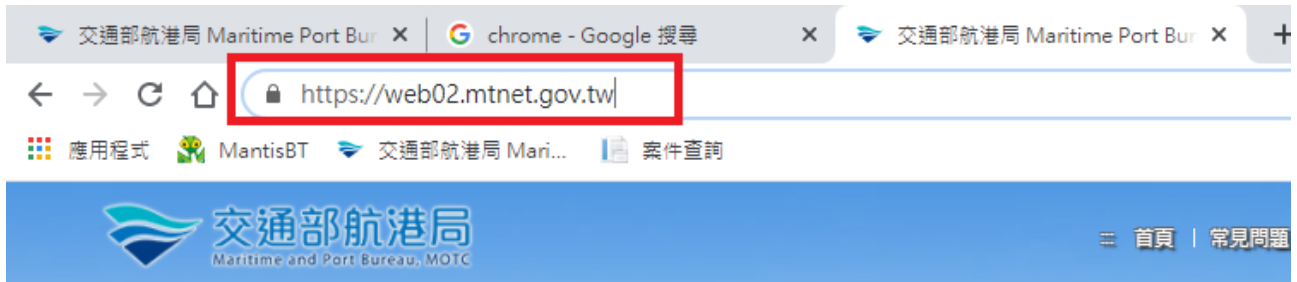 交通部航港局 Maritime Port Bur chrome - Google 搜尋 交通部航港局 Maritime Port Bur
https://web02.mtnet.gov.tw
應用程式 MantisBT 交通部航港局 Mari... 案件查詢
交通部航港局
Maritime and Port Bureau, MOTC
::: 首頁 | 常見問題